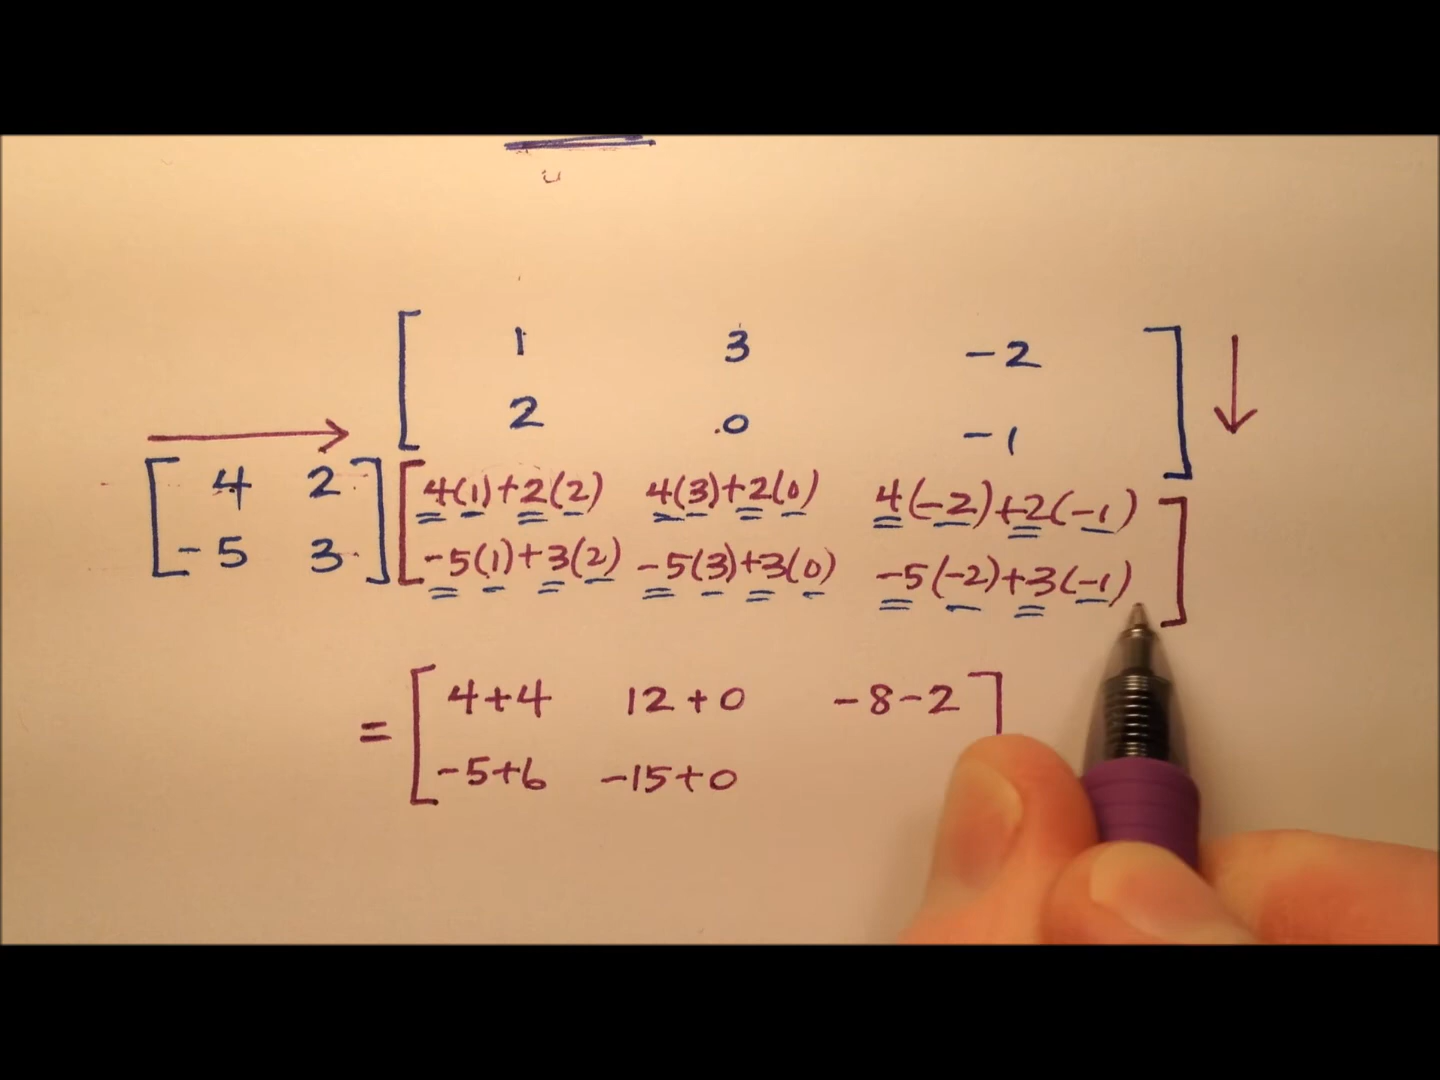 1 3 -2
2 0 -1
4 2 4(1)+2(2) 4(3)+2(0) 4(-2)+2(-1)
-5 3 -5(1)+3(2) -5(3)+3(0) -5(-2)+3(-1)
= 4+4 12+0 -8-2
-5+6 -15+0